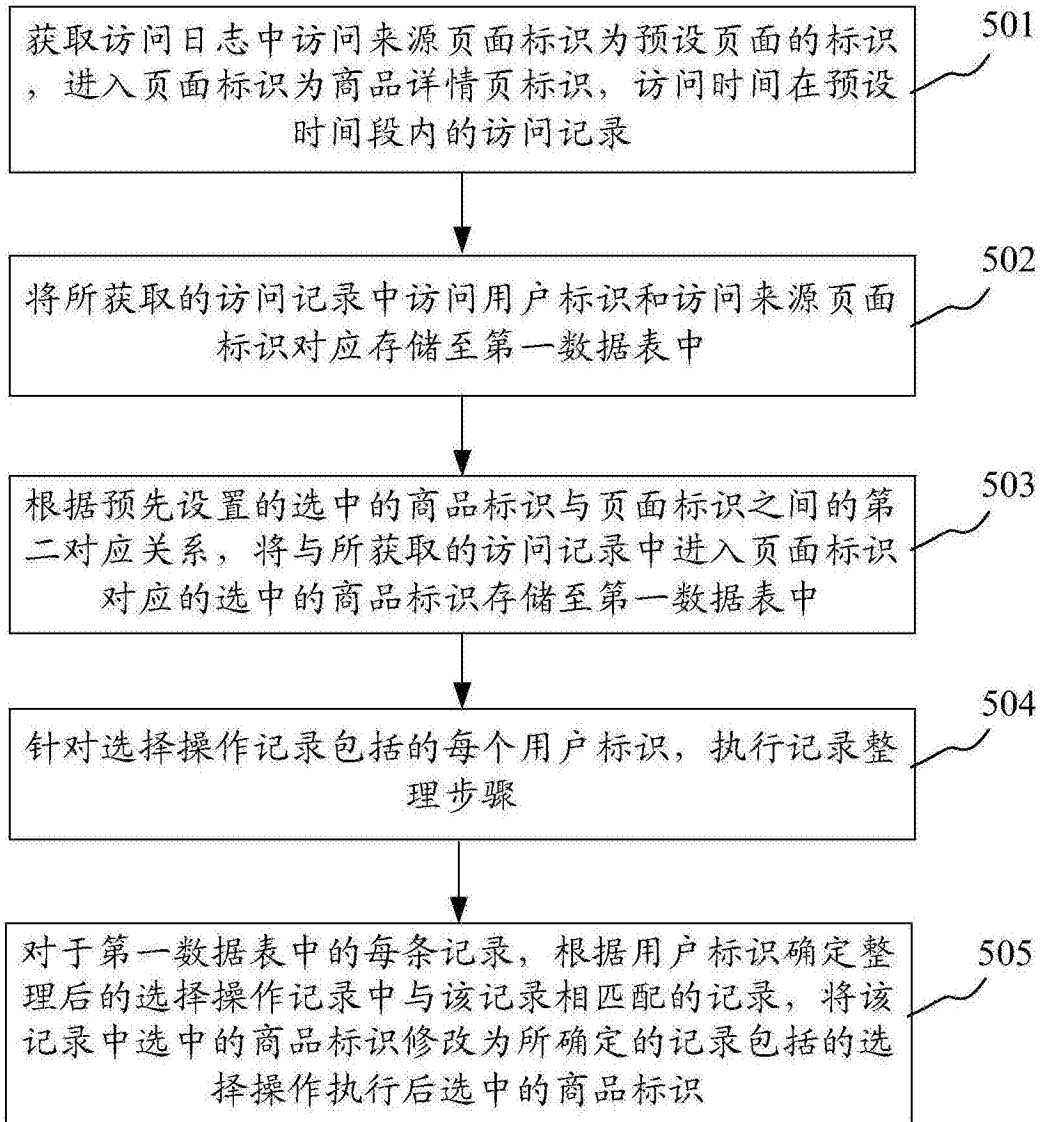 获取访问日志中访问来源页面标识为预设页面的标识
，进入页面标识为商品详情页标识，访问时间在预设
时间段内的访问记录
501
将所获取的访问记录中访问用户标识和访问来源页面
标识对应存储至第一数据表中
502
根据预先设置的选中的商品标识与页面标识之间的第
二对应关系，将与所获取的访问记录中进入页面标识
对应的选中的商品标识存储至第一数据表中
503
针对选择操作记录包括的每个用户标识，执行记录整
理步骤
504
对于第一数据表中的每条记录，根据用户标识确定整
理后的选择操作记录中与该记录相匹配的记录，将该
记录中选中的商品标识修改为所确定的记录包括的选
择操作执行后选中的商品标识
505